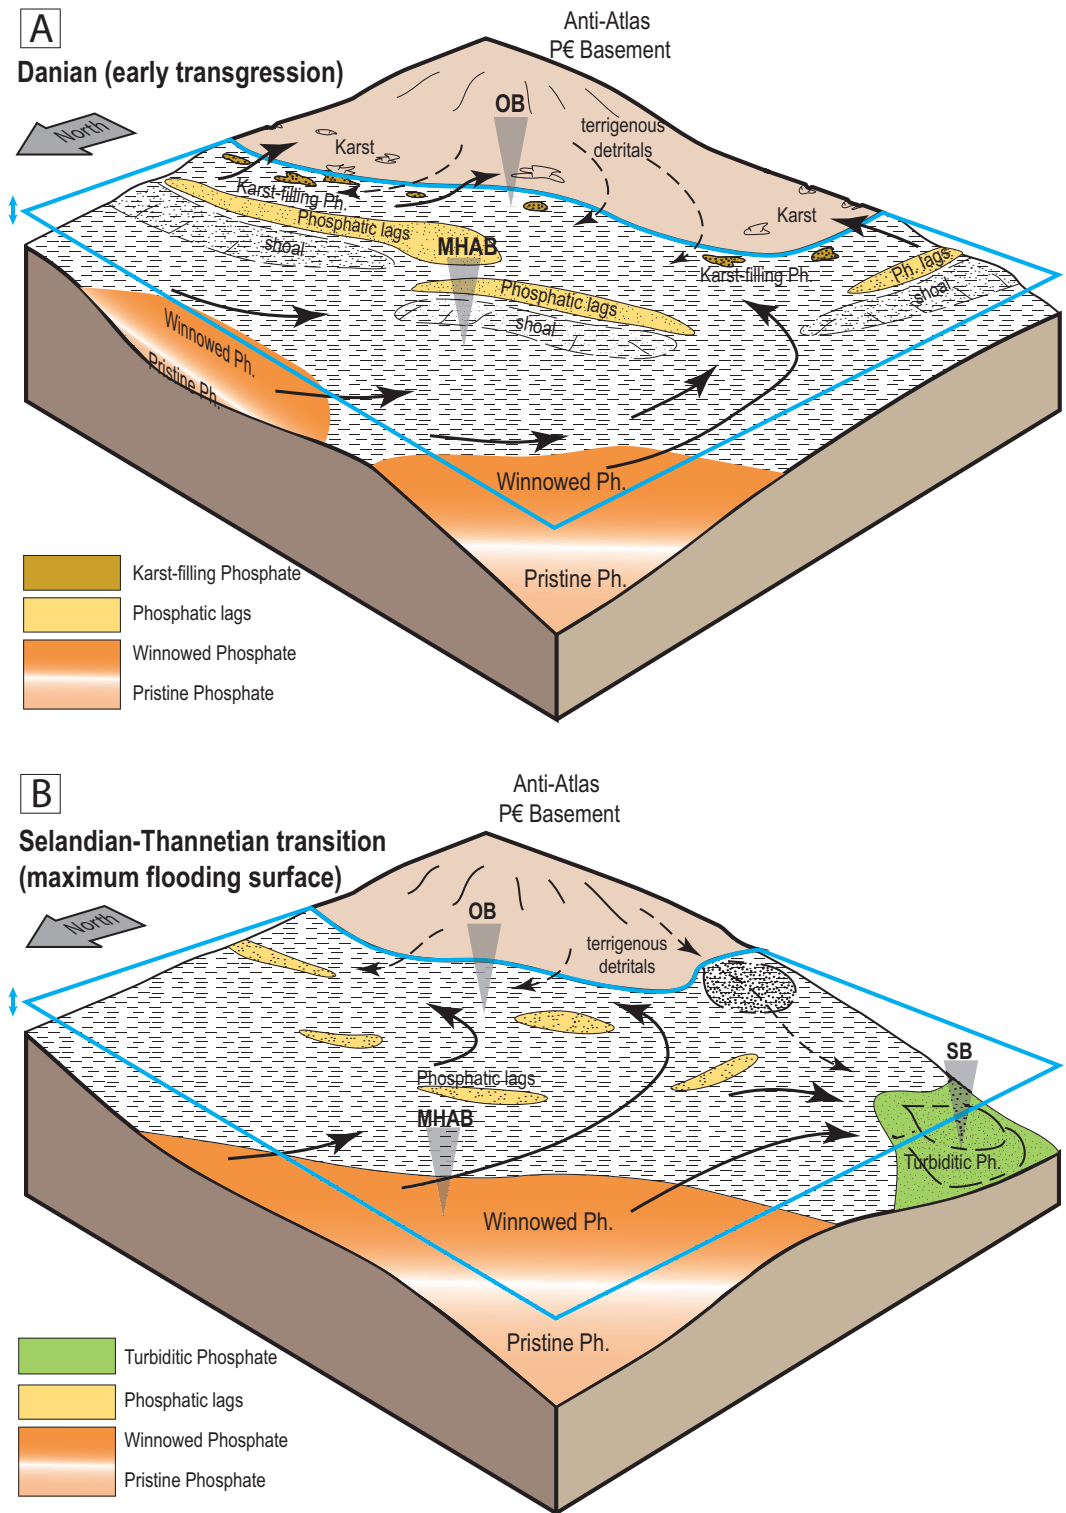 A
Anti-Atlas
P€ Basement
Danian (early transgression)
North
OB
terrigenous
detritals
Karst
Karst-filling Ph.
Karst
Phosphatic lags
shoal
MHAB
Karst-filling Ph.
Ph. lags
shoal
Phosphatic lags
shoal
Winnowed Ph.
Pristine Ph.
Winnowed Ph.
Pristine Ph.
Karst-filling Phosphate
Phosphatic lags
Winnowed Phosphate
Pristine Phosphate
B
Anti-Atlas
P€ Basement
Selandian-Thannetian transition
(maximum flooding surface)
North
OB
terrigenous
detritals
SB
Phosphatic lags
MHAB
Turbiditic Ph.
Winnowed Ph.
Pristine Ph.
Turbiditic Phosphate
Phosphatic lags
Winnowed Phosphate
Pristine Phosphate